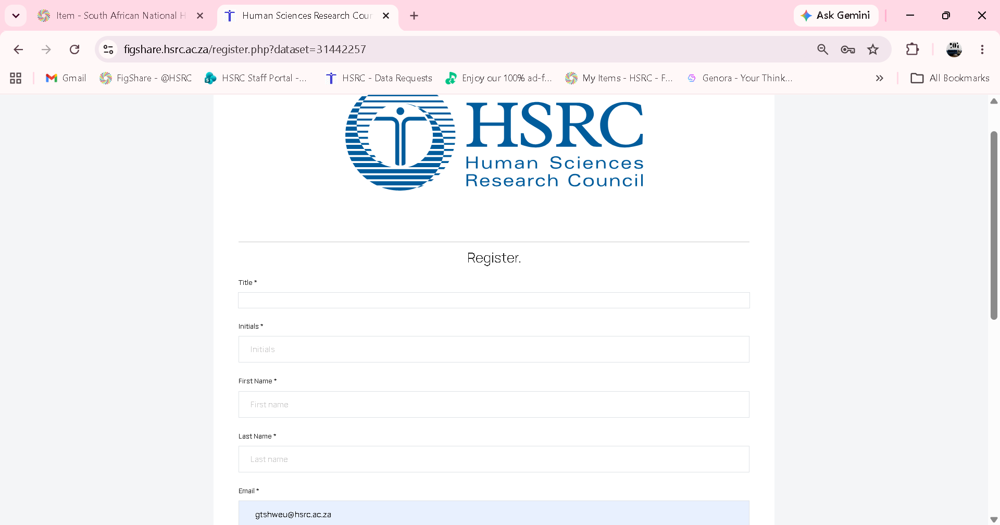 Item - South African National H
Human Sciences Research Cour
Ask Gemini
figshare.hsrc.ac.za/register.php?dataset=31442257
Gmail
FigShare - @HSRC
HSRC Staff Portal -...
HSRC - Data Requests
Enjoy our 100% ad-f...
My Items - HSRC - F...
Genora - Your Think...
All Bookmarks
HSRC
Human Sciences
Research Council
Register.
Title *
Initials *
Initials
First Name *
First name
Last Name *
Last name
Email *
gtshweu@hsrc.ac.za